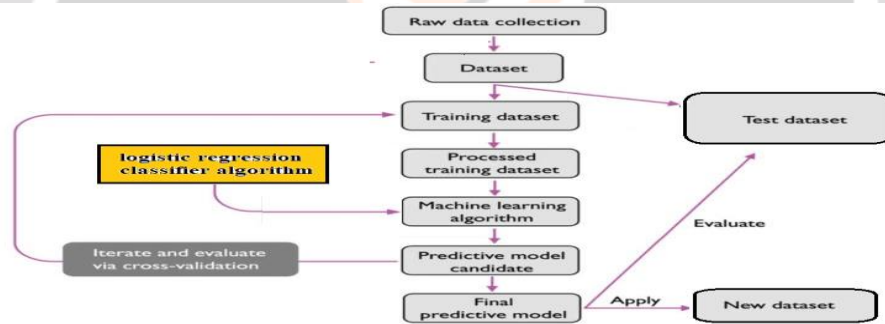 Raw data collection
Dataset
Training dataset
Test dataset
logistic regression
classifier algorithm
Processed
training dataset
Machine learning
algorithm
Evaluate
Iterate and evaluate
via cross-validation
Predictive model
candidate
Final
predictive model
Apply
New dataset